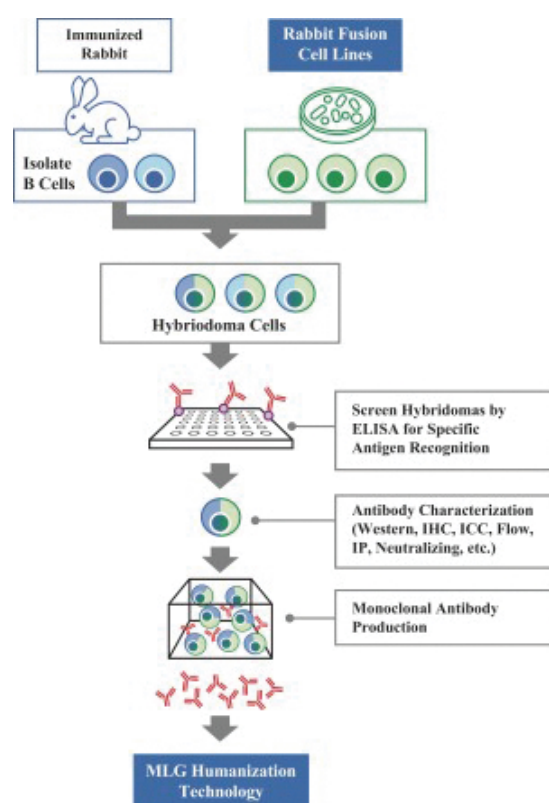 Immunized
Rabbit
Rabbit Fusion
Cell Lines
Isolate
B Cells
Hybriodoma Cells
Screen Hybridomas by
ELISA for Specific
Antigen Recognition
Antibody Characterization
(Western, IHC, ICC, Flow,
IP, Neutralizing, etc.)
Monoclonal Antibody
Production
MLG Humanization
Technology